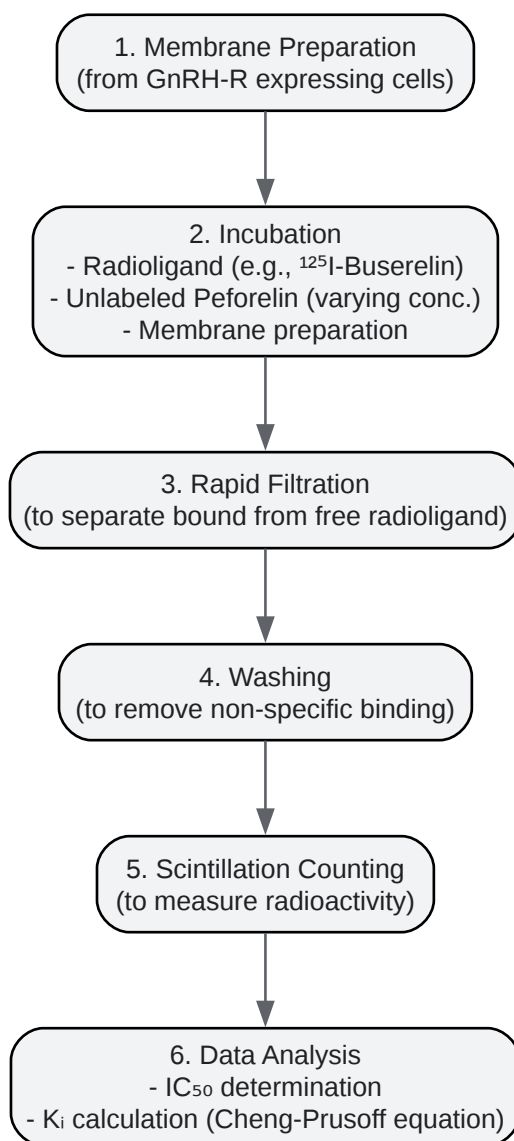 1. Membrane Preparation
(from GnRH-R expressing cells)
2. Incubation
- Radioligand (e.g., ¹²⁵I-Buserelin)
- Unlabeled Peforelin (varying conc.)
- Membrane preparation
3. Rapid Filtration
(to separate bound from free radioligand)
4. Washing
(to remove non-specific binding)
5. Scintillation Counting
(to measure radioactivity)
6. Data Analysis
- IC₅₀ determination
- Kᵢ calculation (Cheng-Prusoff equation)